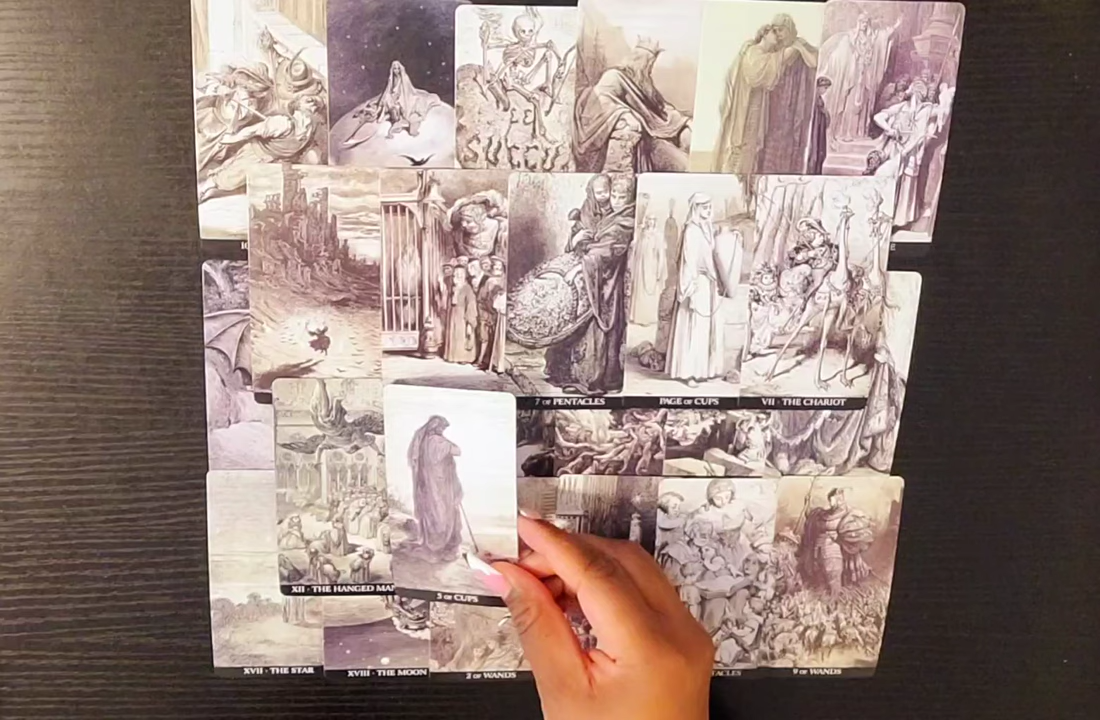 SUCCU
7 OF PENTACLES
PAGE OF CUPS
VII · THE CHARIOT
XII · THE HANGED MA
5 OF CUPS
XVII · THE STAR
XVIII · THE MOON
2 OF WANDS
9 OF WANDS